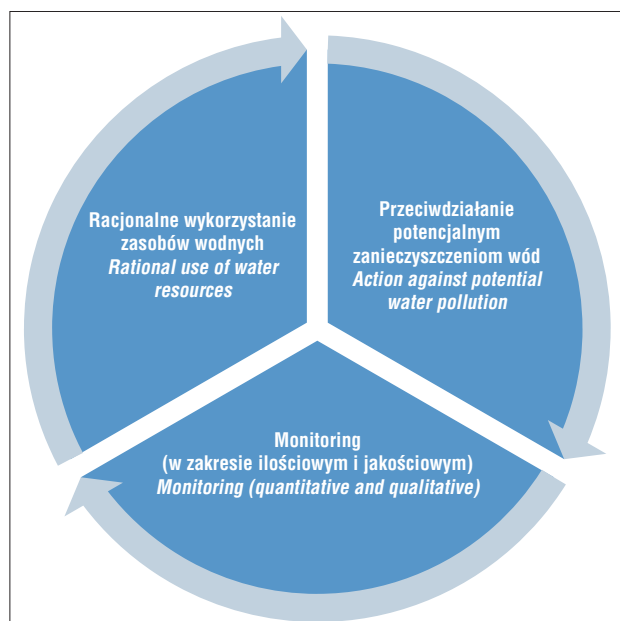 Racjonalne wykorzystanie
zasobów wodnych
Rational use of water
resources
Przeciwdziałanie
potencjalnym
zanieczyszczeniom wód
Action against potential
water pollution
Monitoring
(w zakresie ilościowym i jakościowym)
Monitoring (quantitative and qualitative)